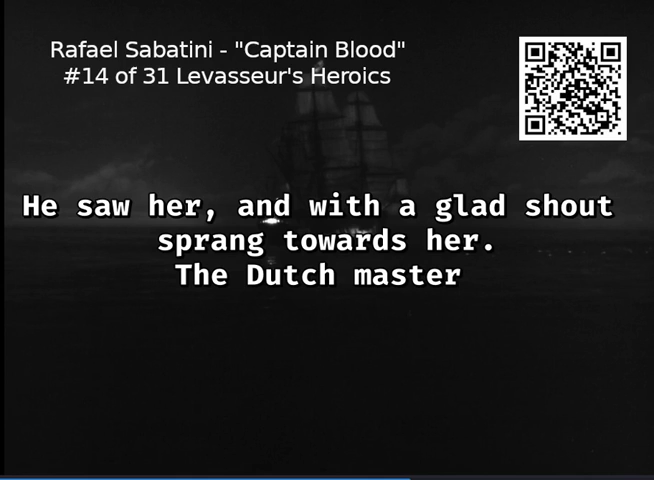 Rafael Sabatini - "Captain Blood"
#14 of 31 Levasseur's Heroics
He saw her, and with a glad shout
sprang towards her.
The Dutch master